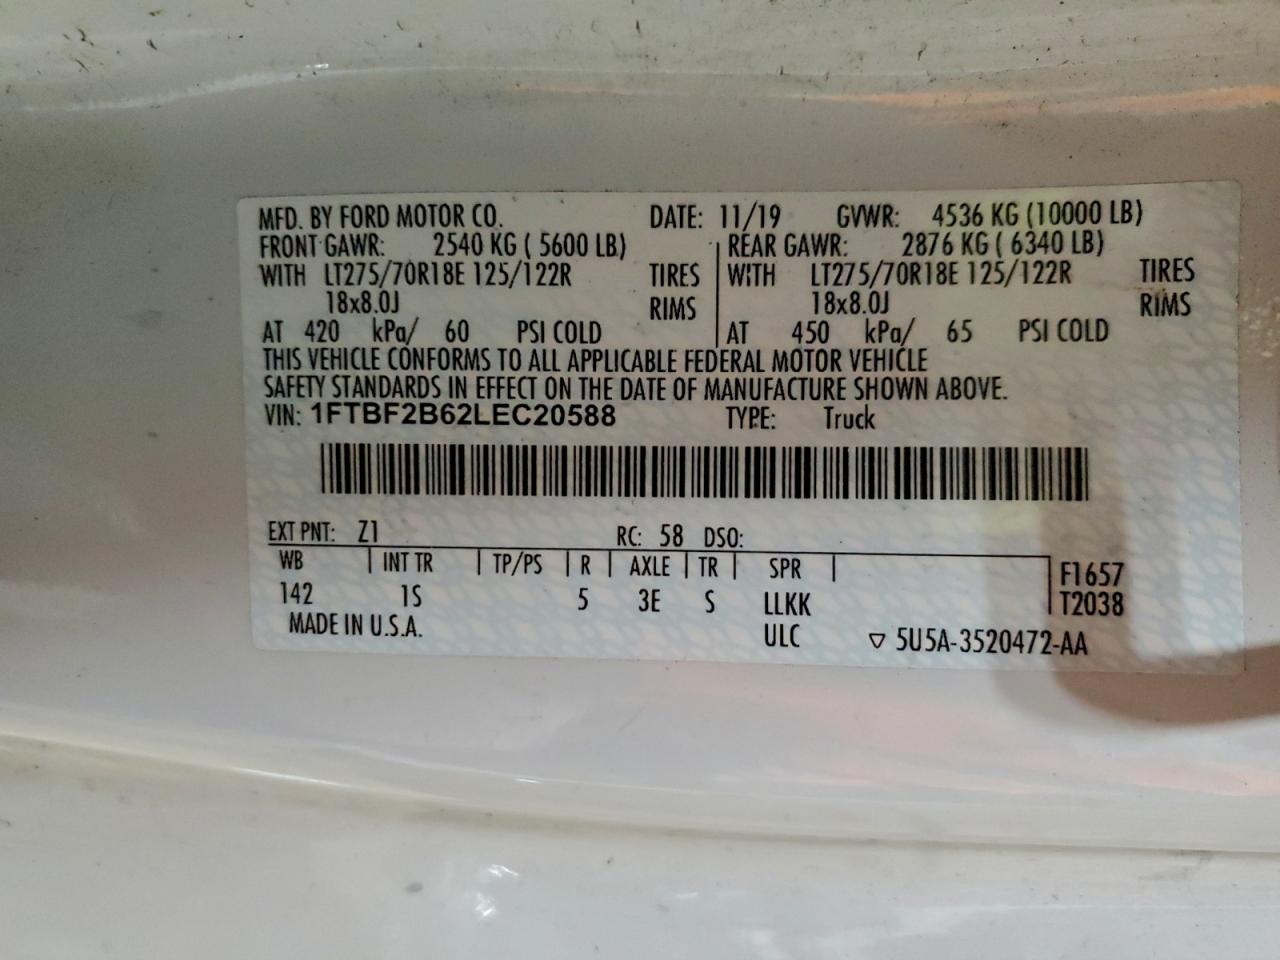 MFD. BY FORD MOTOR CO. DATE: 11/19 GVWR: 4536 KG (10000 LB)
FRONT GAWR: 2540 KG ( 5600 LB) REAR GAWR: 2876 KG ( 6340 LB)
WITH LT275/70R18E 125/122R TIRES WITH LT275/70R18E 125/122R TIRES
18x8.0J RIMS 18x8.0J RIMS
AT 420 kPa/ 60 PSI COLD AT 450 kPa/ 65 PSI COLD
THIS VEHICLE CONFORMS TO ALL APPLICABLE FEDERAL MOTOR VEHICLE
SAFETY STANDARDS IN EFFECT ON THE DATE OF MANUFACTURE SHOWN ABOVE.
VIN: 1FTBF2B62LEC20588 TYPE: Truck
EXT PNT: Z1 RC: 58 DSO:
WB INT TR TP/PS R AXLE TR SPR F1657
142 1S 5 3E S LLKK T2038
MADE IN U.S.A. ULC ▽ 5U5A-3520472-AA